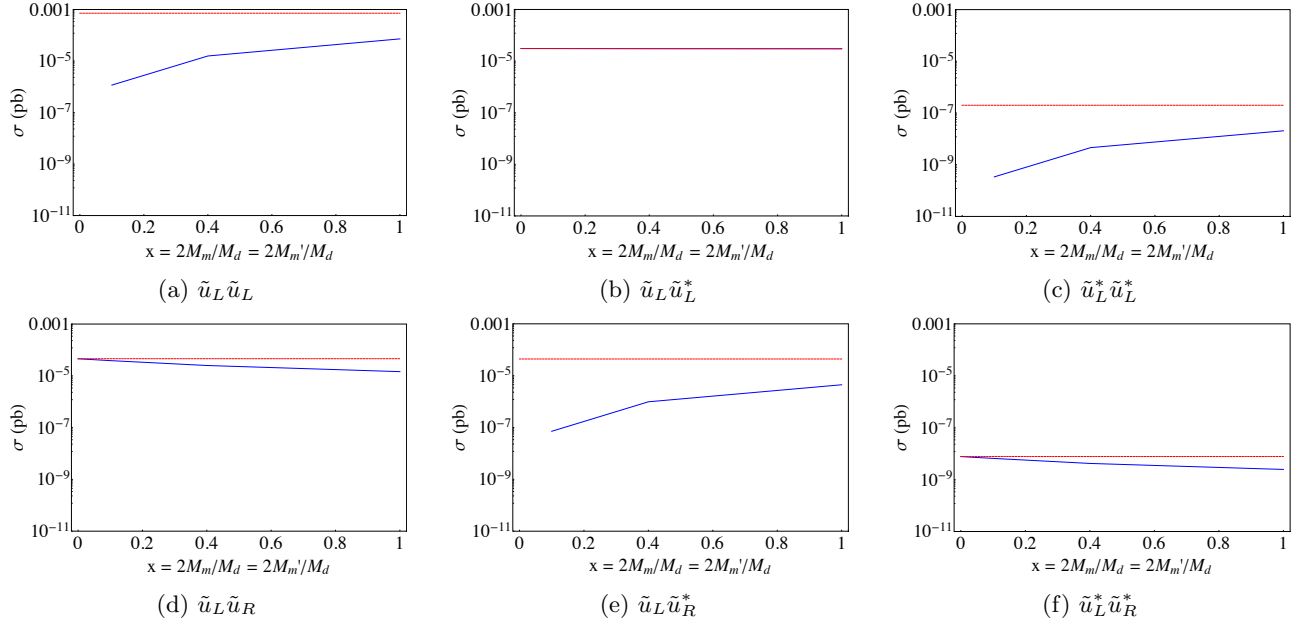 0.001
10⁻⁵
10⁻⁷
10⁻⁹
10⁻¹¹
σ (pb)
0 0.2 0.4 0.6 0.8 1
x = 2M_m/M_d = 2M_m'/M_d
(a) ũ_L ũ_L
0.001
10⁻⁵
10⁻⁷
10⁻⁹
10⁻¹¹
σ (pb)
0 0.2 0.4 0.6 0.8 1
x = 2M_m/M_d = 2M_m'/M_d
(b) ũ_L ũ_L^*
0.001
10⁻⁵
10⁻⁷
10⁻⁹
10⁻¹¹
σ (pb)
0 0.2 0.4 0.6 0.8 1
x = 2M_m/M_d = 2M_m'/M_d
(c) ũ_L^* ũ_L^*
0.001
10⁻⁵
10⁻⁷
10⁻⁹
10⁻¹¹
σ (pb)
0 0.2 0.4 0.6 0.8 1
x = 2M_m/M_d = 2M_m'/M_d
(d) ũ_L ũ_R
0.001
10⁻⁵
10⁻⁷
10⁻⁹
10⁻¹¹
σ (pb)
0 0.2 0.4 0.6 0.8 1
x = 2M_m/M_d = 2M_m'/M_d
(e) ũ_L ũ_R^*
0.001
10⁻⁵
10⁻⁷
10⁻⁹
10⁻¹¹
σ (pb)
0 0.2 0.4 0.6 0.8 1
x = 2M_m/M_d = 2M_m'/M_d
(f) ũ_L^* ũ_R^*